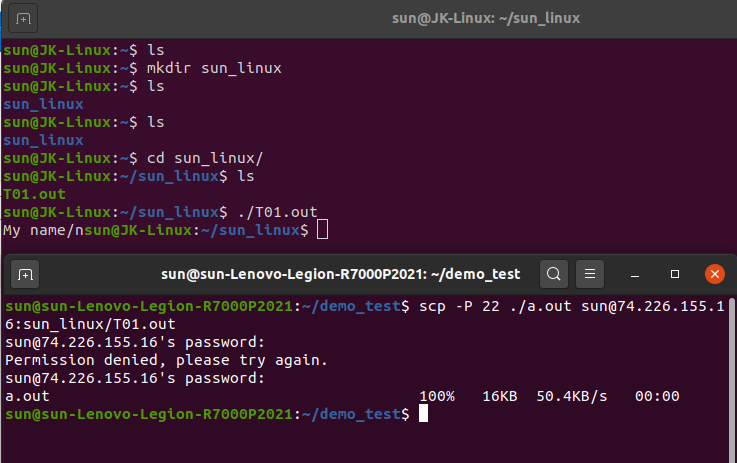 sun@JK-Linux: ~/sun_linux
sun@JK-Linux:~$ ls
sun@JK-Linux:~$ mkdir sun_linux
sun@JK-Linux:~$ ls
sun_linux
sun@JK-Linux:~$ ls
sun_linux
sun@JK-Linux:~$ cd sun_linux/
sun@JK-Linux:~/sun_linux$ ls
T01.out
sun@JK-Linux:~/sun_linux$ ./T01.out
My name/nsun@JK-Linux:~/sun_linux$
sun@sun-Lenovo-Legion-R7000P2021: ~/demo_test
sun@sun-Lenovo-Legion-R7000P2021:~/demo_test$ scp -P 22 ./a.out sun@74.226.155.1
6:sun_linux/T01.out
sun@74.226.155.16's password:
Permission denied, please try again.
sun@74.226.155.16's password:
a.out 100% 16KB 50.4KB/s 00:00
sun@sun-Lenovo-Legion-R7000P2021:~/demo_test$